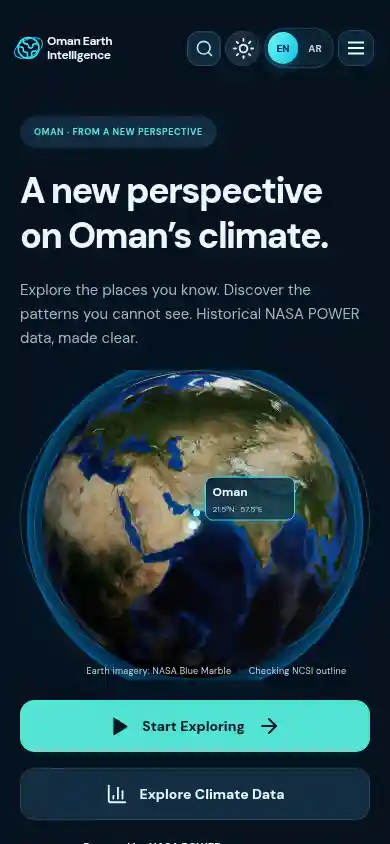 Oman Earth
Intelligence
EN
AR
OMAN · FROM A NEW PERSPECTIVE
A new perspective
on Oman’s climate.
Explore the places you know. Discover the
patterns you cannot see. Historical NASA POWER
data, made clear.
Oman
21.5°N 57.5°E
Earth imagery: NASA Blue Marble
Checking NCSI outline
Start Exploring
Explore Climate Data